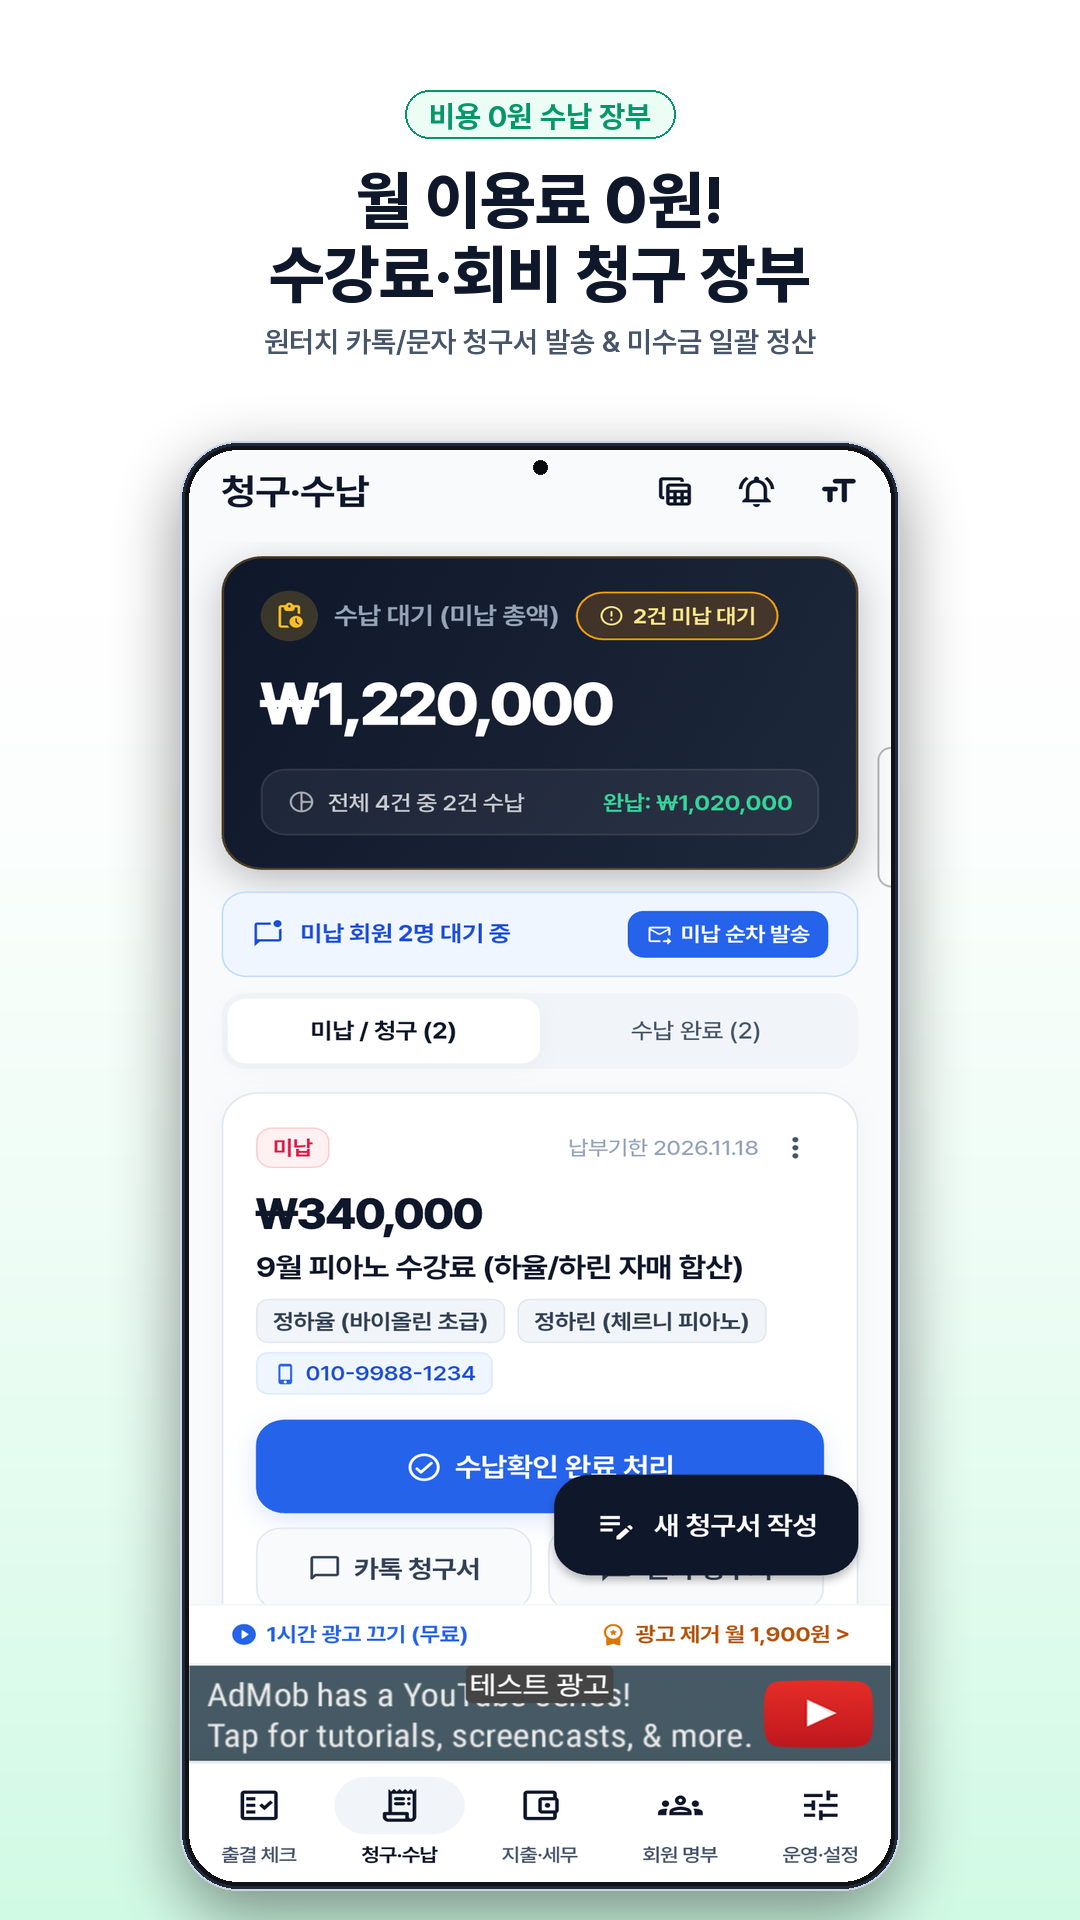 비용 0원 수납 장부
월 이용료 0원!
수강료·회비 청구 장부
원터치 카톡/문자 청구서 발송 & 미수금 일괄 정산
청구·수납
수납 대기 (미납 총액)
2건 미납 대기
₩1,220,000
전체 4건 중 2건 수납
완납: ₩1,020,000
미납 회원 2명 대기 중
미납 순차 발송
미납 / 청구 (2)
수납 완료 (2)
미납
납부기한 2026.11.18
₩340,000
9월 피아노 수강료 (하율/하린 자매 합산)
정하율 (바이올린 초급)
정하린 (체르니 피아노)
010-9988-1234
수납확인 완료 처리
새 청구서 작성
카톡 청구서
1시간 광고 끄기 (무료)
광고 제거 월 1,900원 >
테스트 광고
AdMob has a YouTube series!
Tap for tutorials, screencasts, & more.
출결 체크
청구·수납
지출·세무
회원 명부
운영·설정